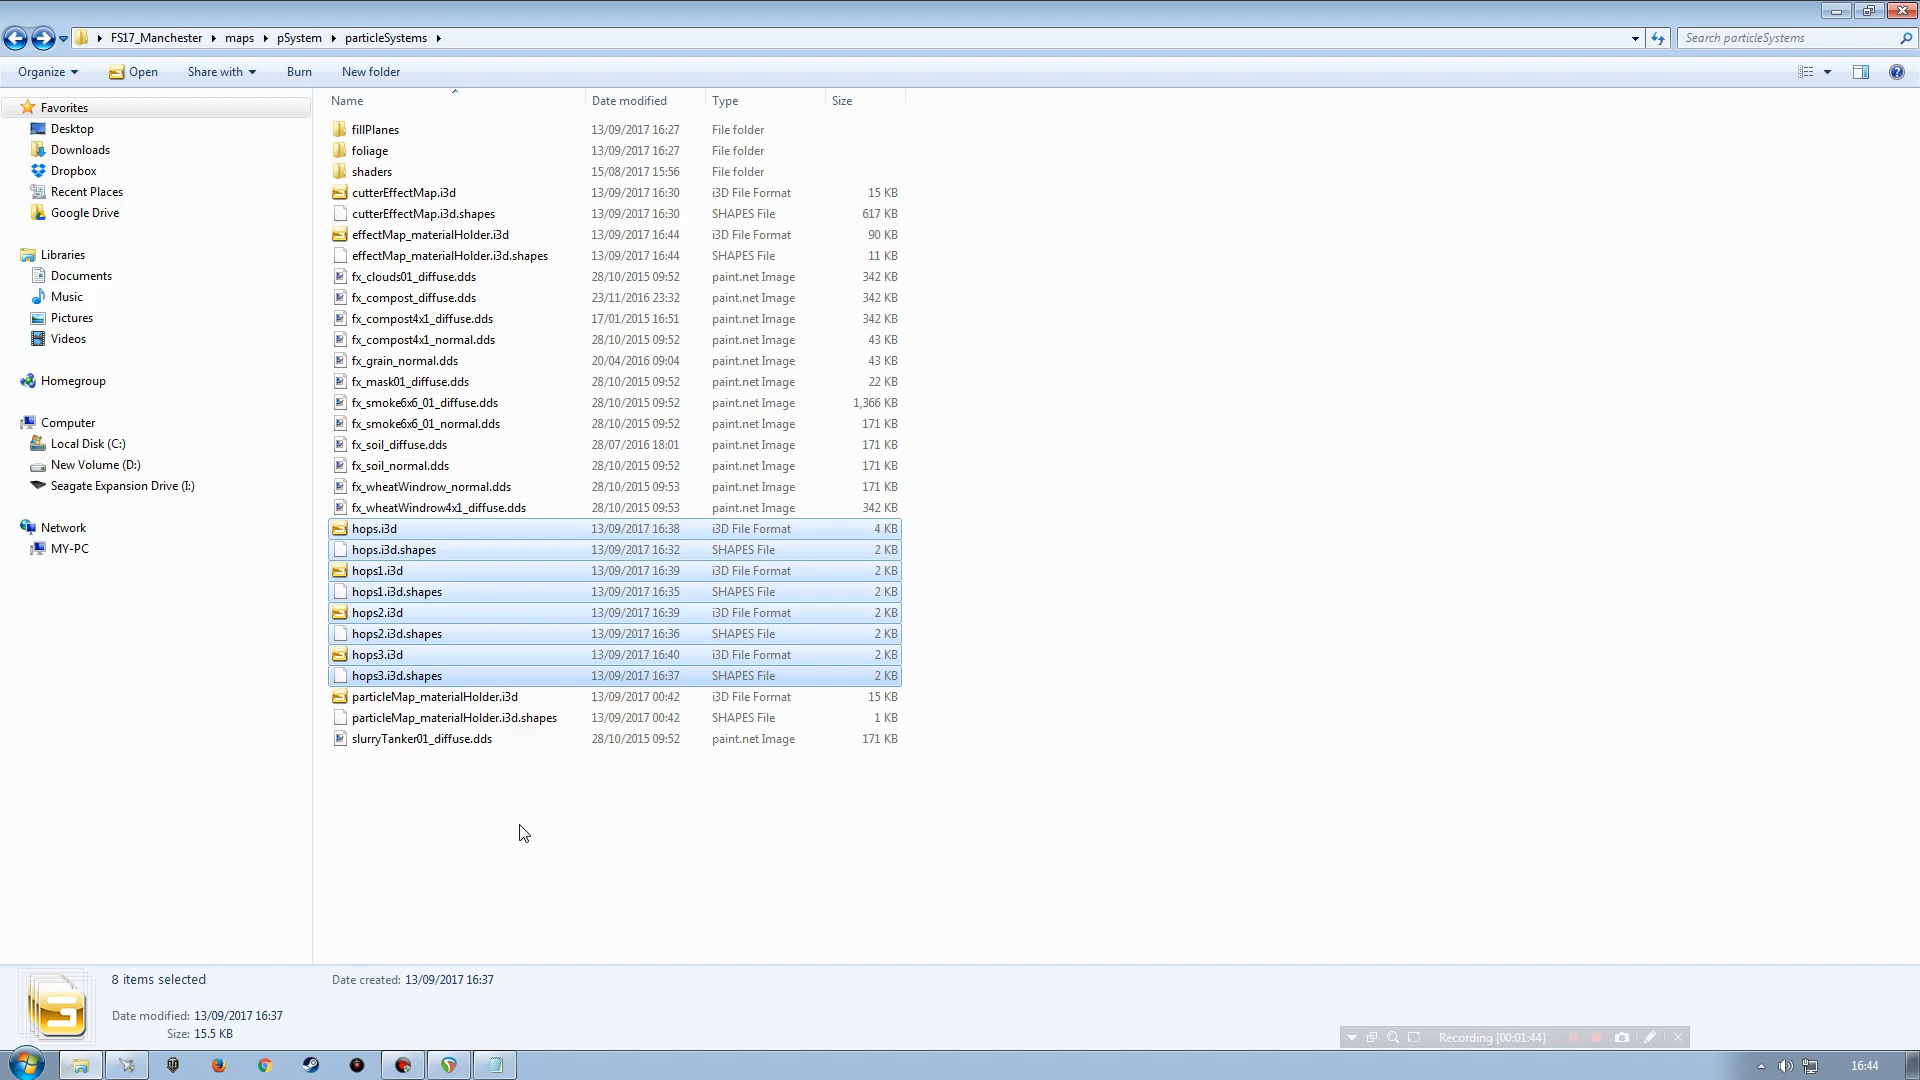 FS17_Manchester maps pSystem particleSystems
Search particleSystems
Organize Open Share with Burn New folder
Name Date modified Type Size
Favorites
Desktop
Downloads
Dropbox
Recent Places
Google Drive
Libraries
Documents
Music
Pictures
Videos
Homegroup
Computer
Local Disk (C:)
New Volume (D:)
Seagate Expansion Drive (I:)
Network
MY-PC
fillPlanes 13/09/2017 16:27 File folder
foliage 13/09/2017 16:27 File folder
shaders 15/08/2017 15:56 File folder
cutterEffectMap.i3d 13/09/2017 16:30 i3D File Format 15 KB
cutterEffectMap.i3d.shapes 13/09/2017 16:30 SHAPES File 617 KB
effectMap_materialHolder.i3d 13/09/2017 16:44 i3D File Format 90 KB
effectMap_materialHolder.i3d.shapes 13/09/2017 16:44 SHAPES File 11 KB
fx_clouds01_diffuse.dds 28/10/2015 09:52 paint.net Image 342 KB
fx_compost_diffuse.dds 23/11/2016 23:32 paint.net Image 342 KB
fx_compost4x1_diffuse.dds 17/01/2015 16:51 paint.net Image 342 KB
fx_compost4x1_normal.dds 28/10/2015 09:52 paint.net Image 43 KB
fx_grain_normal.dds 20/04/2016 09:04 paint.net Image 43 KB
fx_mask01_diffuse.dds 28/10/2015 09:52 paint.net Image 22 KB
fx_smoke6x6_01_diffuse.dds 28/10/2015 09:52 paint.net Image 1,366 KB
fx_smoke6x6_01_normal.dds 28/10/2015 09:52 paint.net Image 171 KB
fx_soil_diffuse.dds 28/07/2016 18:01 paint.net Image 171 KB
fx_soil_normal.dds 28/10/2015 09:52 paint.net Image 171 KB
fx_wheatWindrow_normal.dds 28/10/2015 09:53 paint.net Image 171 KB
fx_wheatWindrow4x1_diffuse.dds 28/10/2015 09:53 paint.net Image 342 KB
hops.i3d 13/09/2017 16:38 i3D File Format 4 KB
hops.i3d.shapes 13/09/2017 16:32 SHAPES File 2 KB
hops1.i3d 13/09/2017 16:39 i3D File Format 2 KB
hops1.i3d.shapes 13/09/2017 16:35 SHAPES File 2 KB
hops2.i3d 13/09/2017 16:39 i3D File Format 2 KB
hops2.i3d.shapes 13/09/2017 16:36 SHAPES File 2 KB
hops3.i3d 13/09/2017 16:40 i3D File Format 2 KB
hops3.i3d.shapes 13/09/2017 16:37 SHAPES File 2 KB
particleMap_materialHolder.i3d 13/09/2017 00:42 i3D File Format 15 KB
particleMap_materialHolder.i3d.shapes 13/09/2017 00:42 SHAPES File 1 KB
slurryTanker01_diffuse.dds 28/10/2015 09:52 paint.net Image 171 KB
8 items selected Date created: 13/09/2017 16:37
Date modified: 13/09/2017 16:37
Size: 15.5 KB
Recording [00:01:44]
16:44